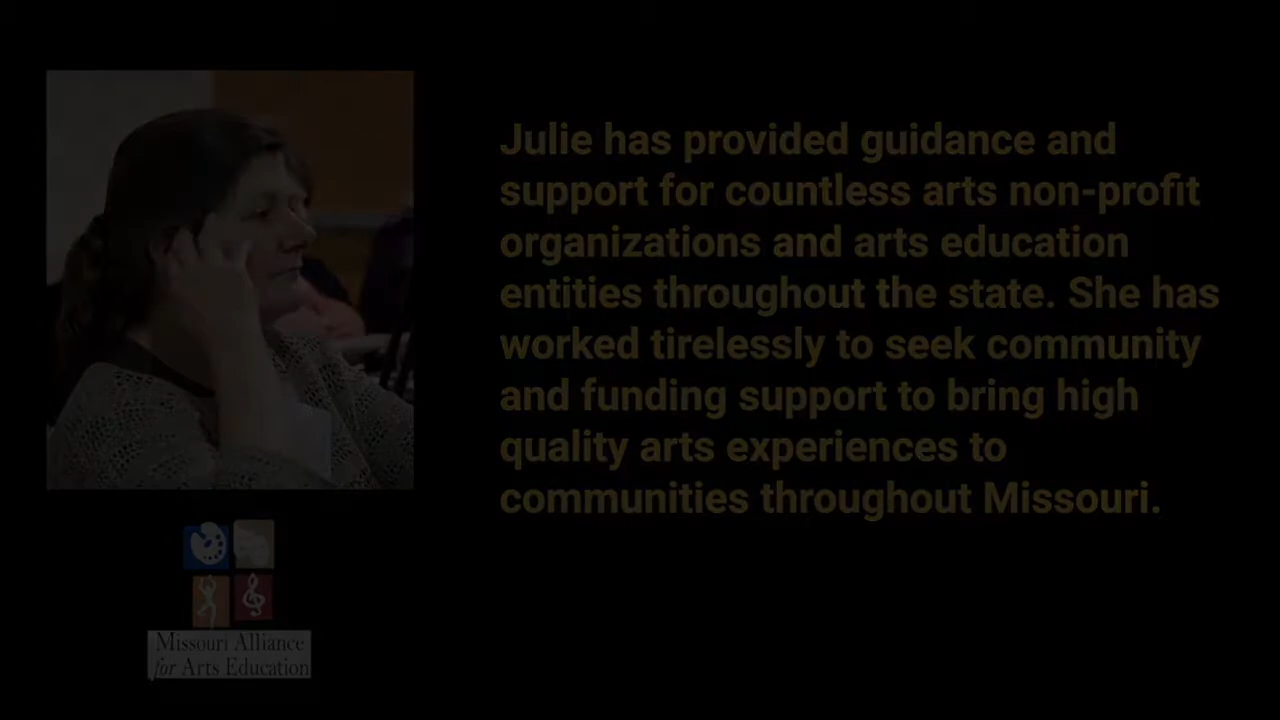 Julie has provided guidance and
support for countless arts non-profit
organizations and arts education
entities throughout the state. She has
worked tirelessly to seek community
and funding support to bring high
quality arts experiences to
communities throughout Missouri.
Missouri Alliance
for Arts Education